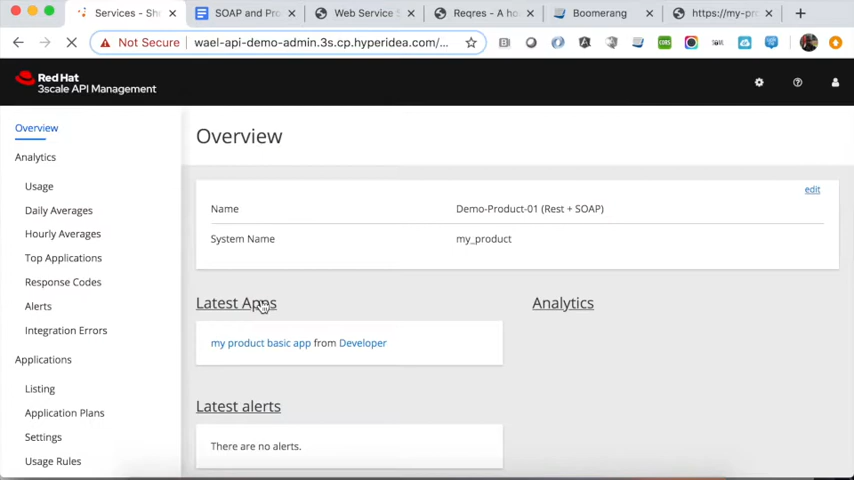 Services - Sh
SOAP and Pro
Web Service S
Reqres - A ho
Boomerang
https://my-pr
Not Secure
wael-api-demo-admin.3s.cp.hyperidea.com/...
CORS
Red Hat
3scale API Management
Overview
Analytics
Usage
Daily Averages
Hourly Averages
Top Applications
Response Codes
Alerts
Integration Errors
Applications
Listing
Application Plans
Settings
Usage Rules
Overview
edit
Name
Demo-Product-01 (Rest + SOAP)
System Name
my_product
Latest Apps
my product basic app from Developer
Latest alerts
There are no alerts.
Analytics